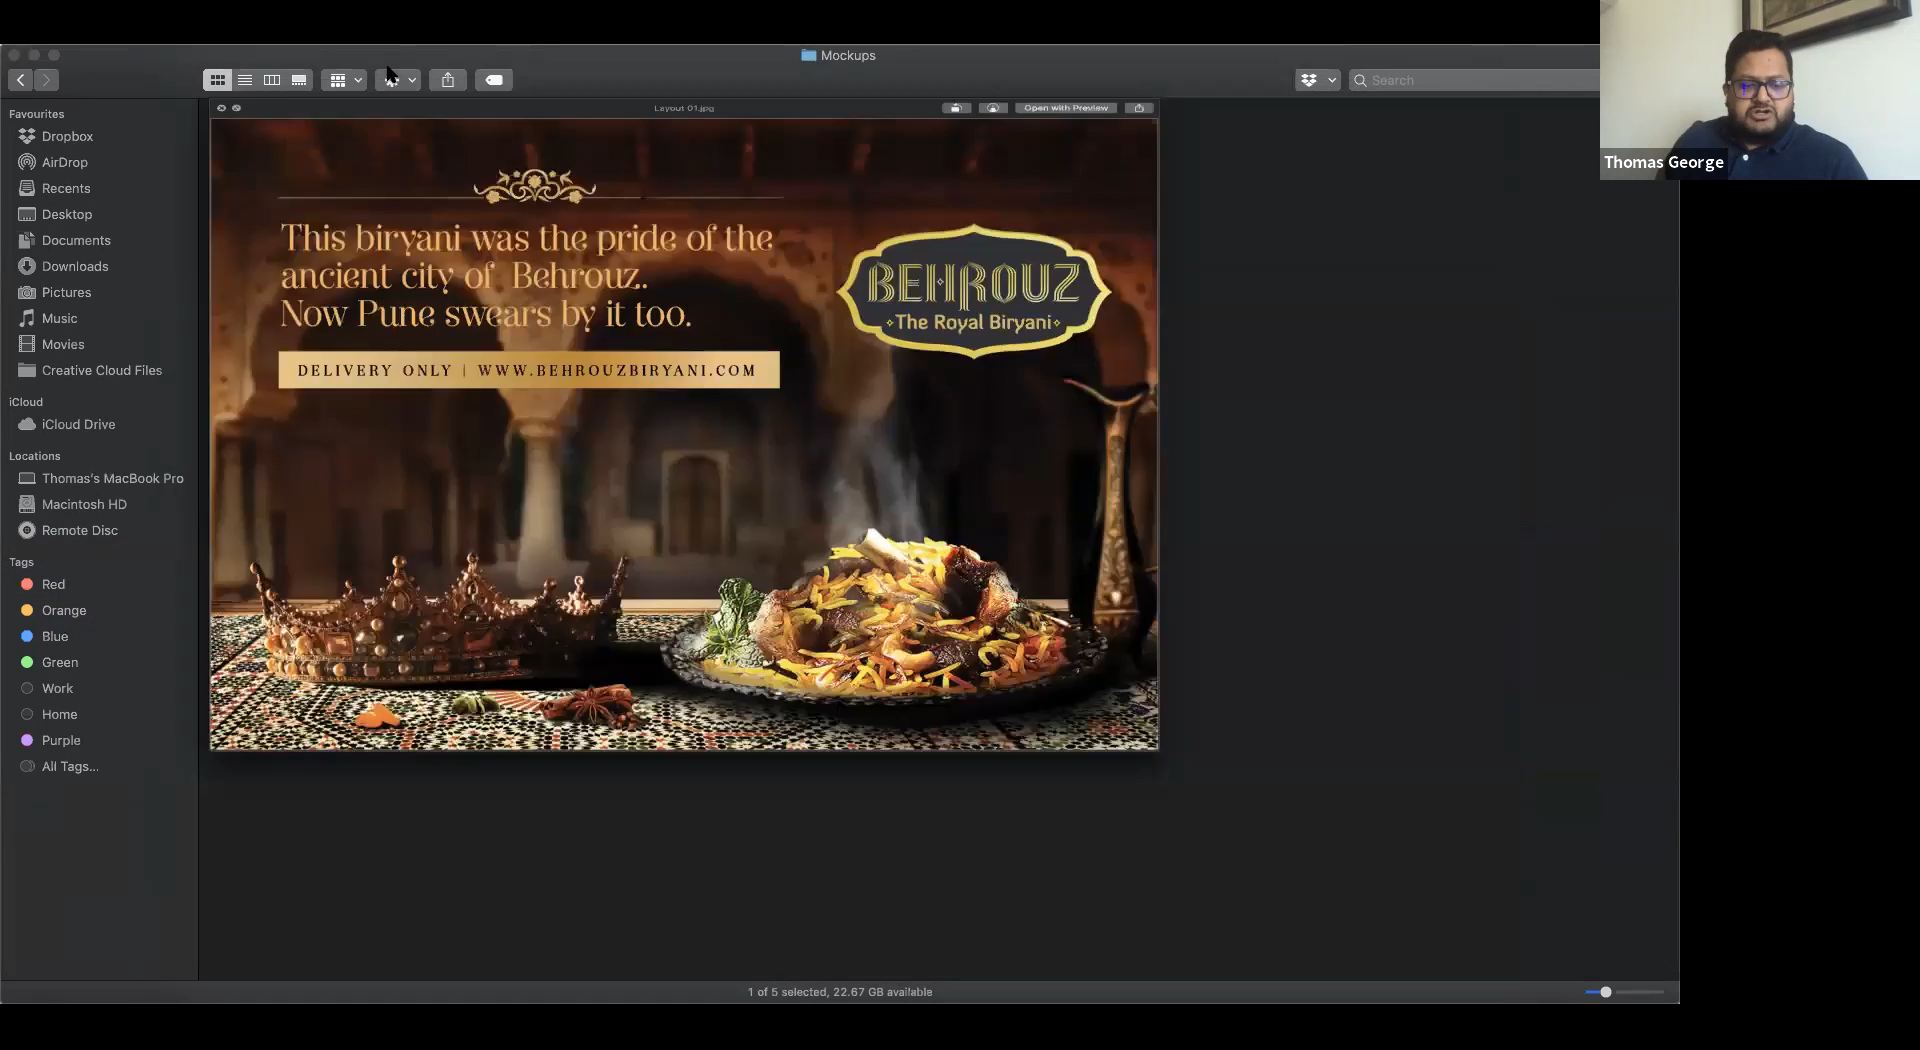 Mockups
Search
Thomas George
Favourites
Dropbox
AirDrop
Recents
Desktop
Documents
Downloads
Pictures
Music
Movies
Creative Cloud Files
iCloud
iCloud Drive
Locations
Thomas's MacBook Pro
Macintosh HD
Remote Disc
Tags
Red
Orange
Blue
Green
Work
Home
Purple
All Tags...
Layout 01.jpg
Open with Preview
This biryani was the pride of the
ancient city of Behrouz..
Now Pune swears by it too.
DELIVERY ONLY | WWW.BEHROUZBIRYANI.COM
BEHROUZ
The Royal Biryani
1 of 5 selected, 22.67 GB available